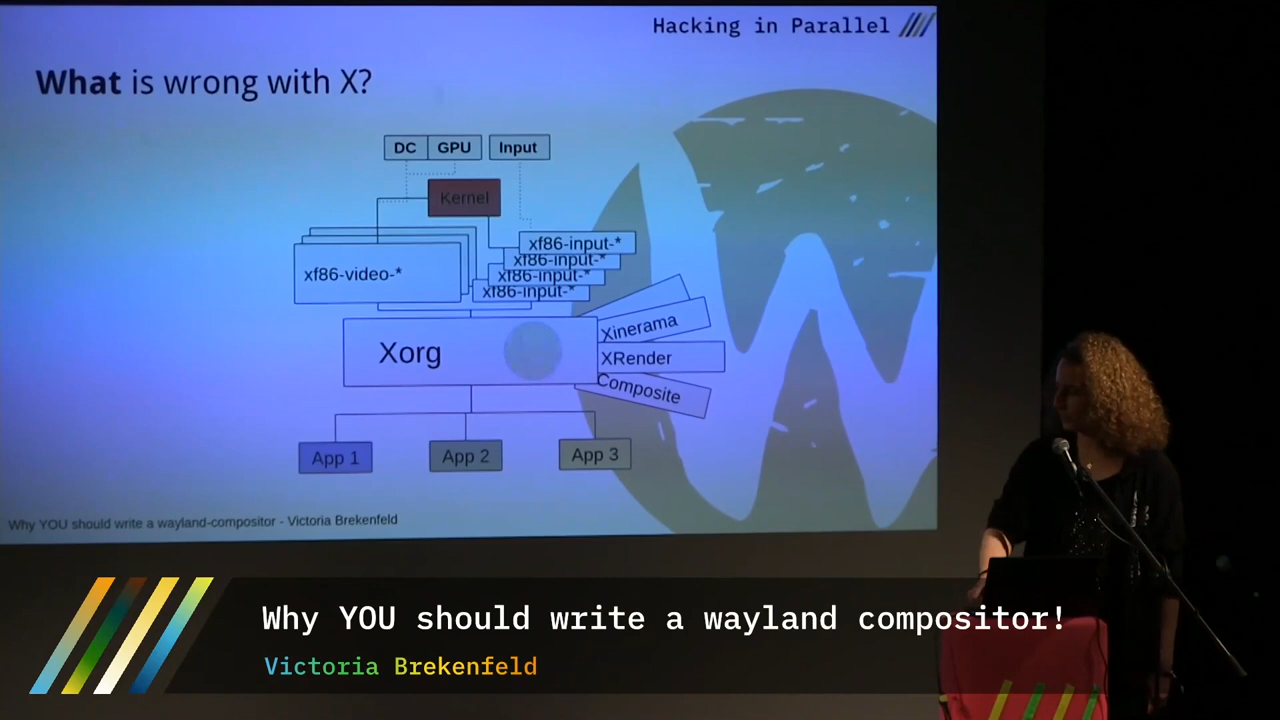 Hacking in Parallel
What is wrong with X?
DC GPU Input
Kernel
xf86-input-*
xf86-input-*
xf86-video-*
xf86-input-*
xf86-input-*
Xinerama
Xorg
XRender
Composite
App 1 App 2 App 3
Why YOU should write a wayland-compositor - Victoria Brekenfeld
Why YOU should write a wayland compositor!
Victoria Brekenfeld